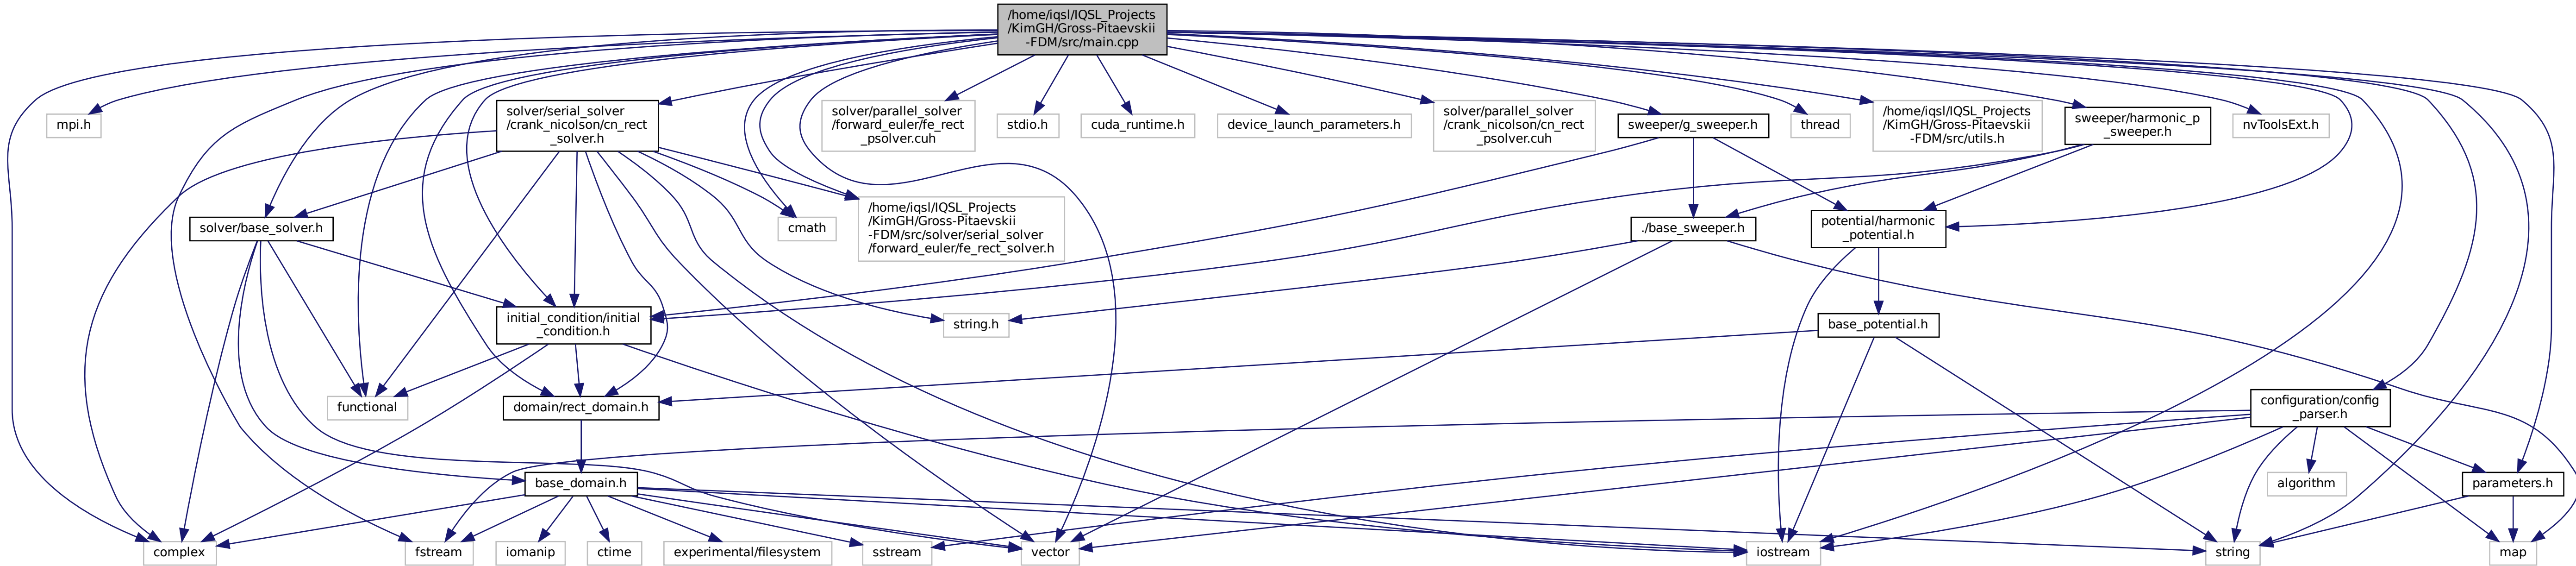 /home/iqsl/IQSL_Projects
/KimGH/Gross-Pitaevskii
-FDM/src/main.cpp
mpi.h
solver/serial_solver
/crank_nicolson/cn_rect
_solver.h
solver/parallel_solver
/forward_euler/fe_rect
_psolver.cuh
stdio.h
cuda_runtime.h
device_launch_parameters.h
solver/parallel_solver
/crank_nicolson/cn_rect
_psolver.cuh
sweeper/g_sweeper.h
thread
/home/iqsl/IQSL_Projects
/KimGH/Gross-Pitaevskii
-FDM/src/utils.h
sweeper/harmonic_p
_sweeper.h
nvToolsExt.h
solver/base_solver.h
cmath
/home/iqsl/IQSL_Projects
/KimGH/Gross-Pitaevskii
-FDM/src/solver/serial_solver
/forward_euler/fe_rect_solver.h
./base_sweeper.h
potential/harmonic
_potential.h
initial_condition/initial
_condition.h
string.h
base_potential.h
functional
domain/rect_domain.h
configuration/config
_parser.h
base_domain.h
algorithm
parameters.h
complex
fstream
iomanip
ctime
experimental/filesystem
sstream
vector
iostream
string
map